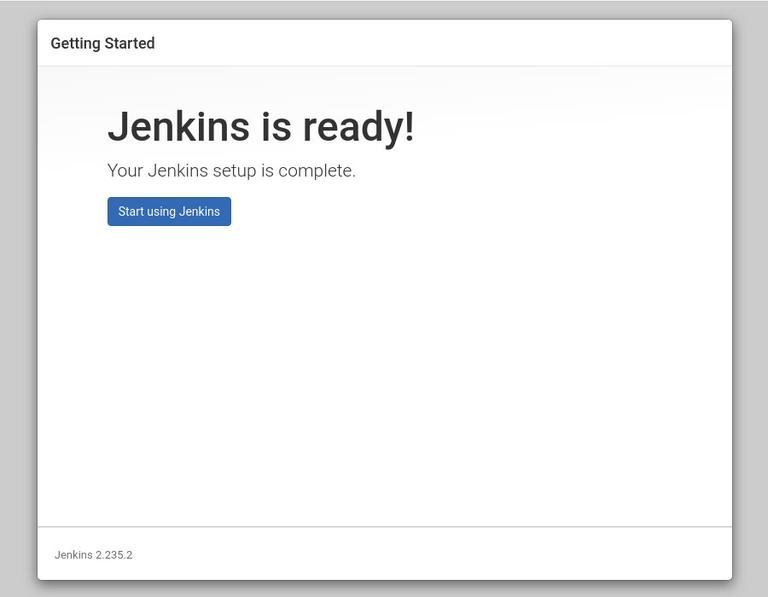 Getting Started
Jenkins is ready!
Your Jenkins setup is complete.
Start using Jenkins
Jenkins 2.235.2